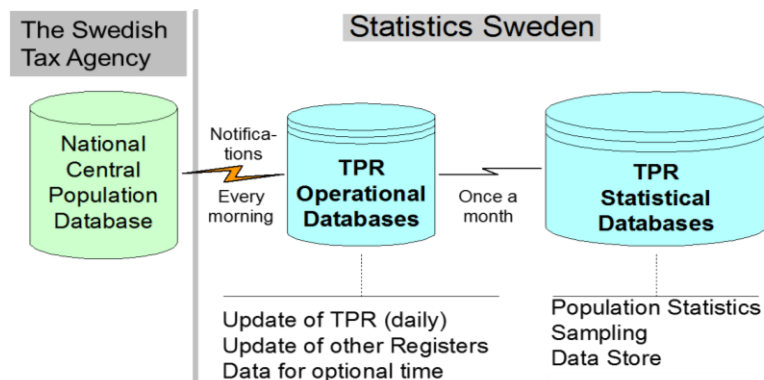 The Swedish
Tax Agency
Statistics Sweden
National
Central
Population
Database
Notifica-
tions
Every
morning
TPR
Operational
Databases
Once a
month
TPR
Statistical
Databases
Update of TPR (daily)
Update of other Registers
Data for optional time
Population Statistics
Sampling
Data Store